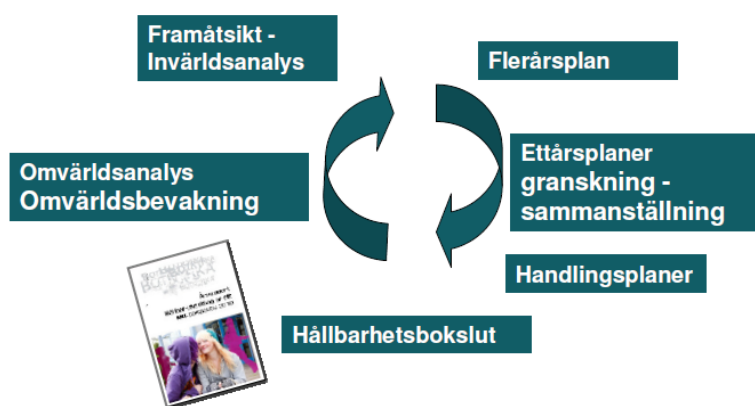 Framåtsikt -
Invärldsanalys
Flerårsplan
Omvärldsanalys
Omvärldsbevakning
Ettårsplaner
granskning -
sammanställning
Handlingsplaner
Hållbarhetsbokslut